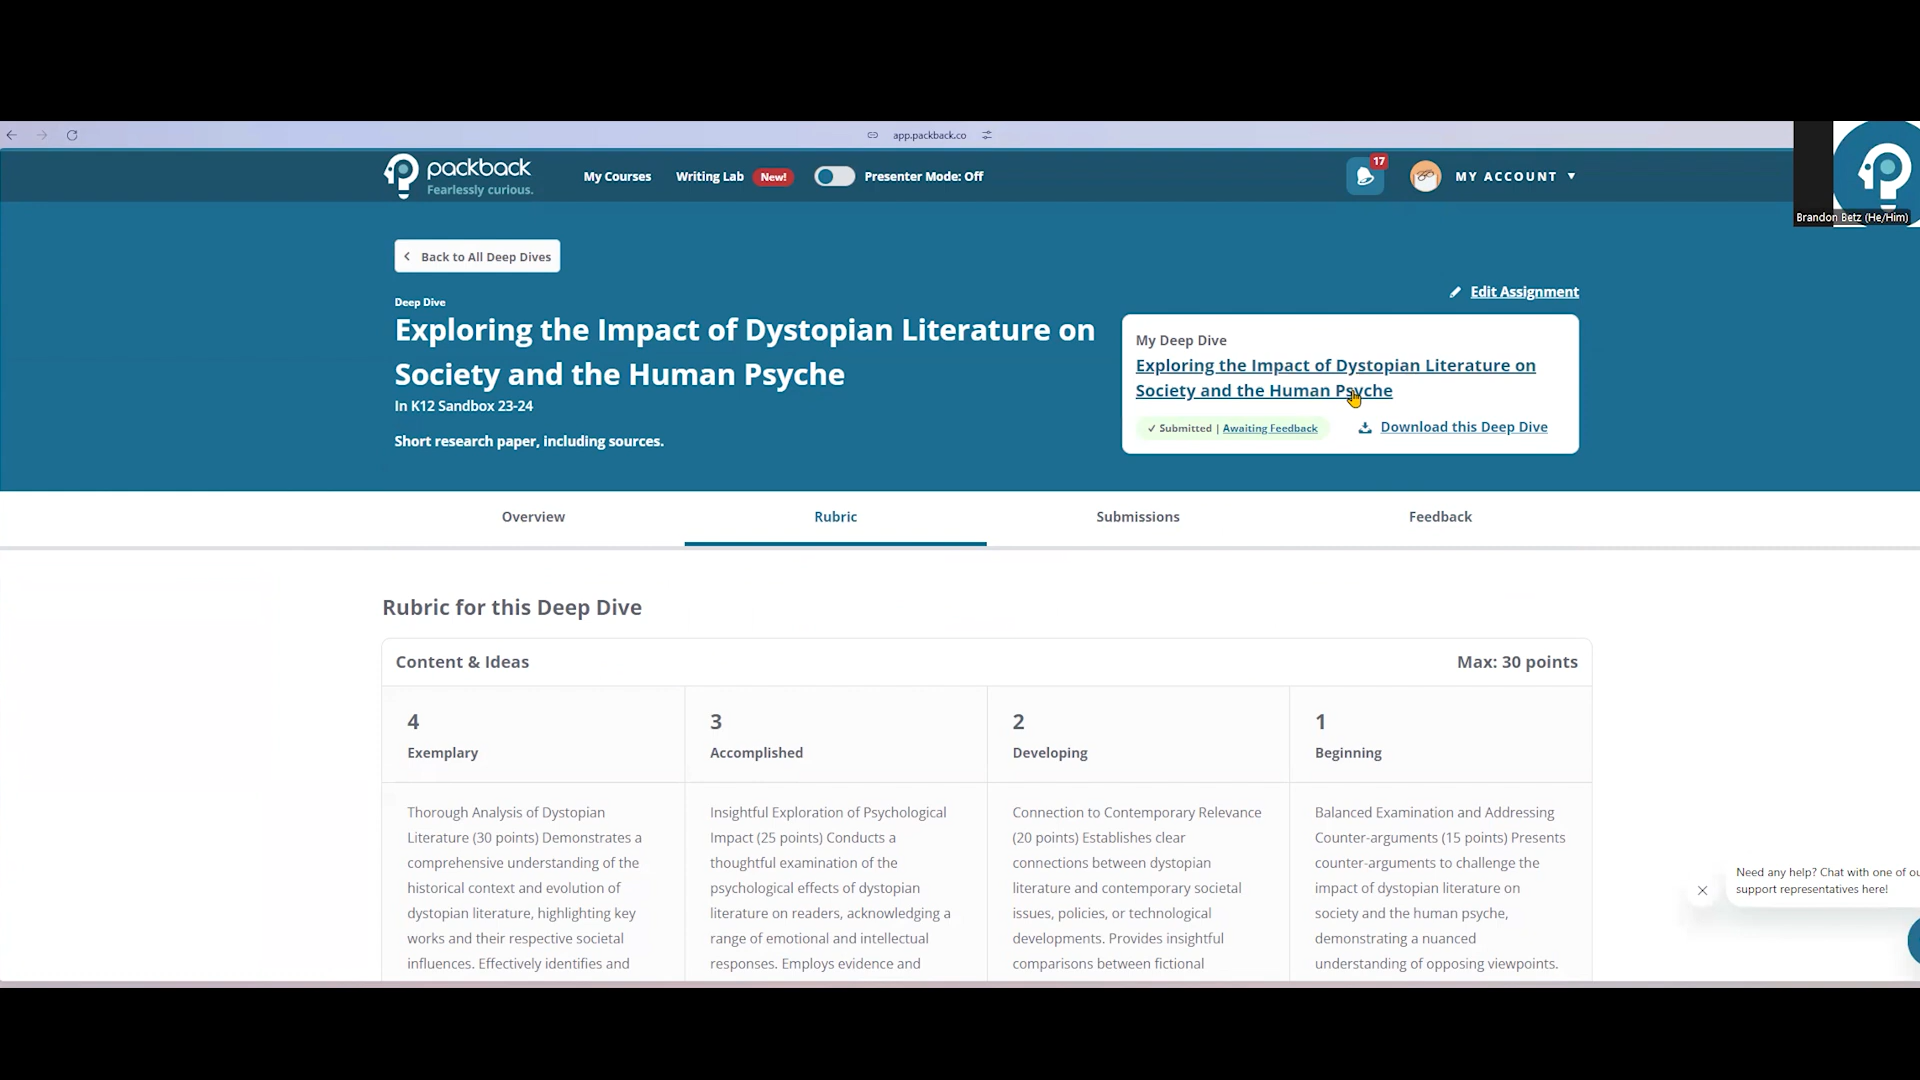 app.packback.co
packback
Fearlessly curious.
My Courses
Writing Lab
New!
Presenter Mode: Off
17
MY ACCOUNT
Brandon Betz (He/Him)
Back to All Deep Dives
Edit Assignment
Deep Dive
Exploring the Impact of Dystopian Literature on
Society and the Human Psyche
In K12 Sandbox 23-24
Short research paper, including sources.
My Deep Dive
Exploring the Impact of Dystopian Literature on
Society and the Human Psyche
✓ Submitted | Awaiting Feedback
Download this Deep Dive
Overview
Rubric
Submissions
Feedback
Rubric for this Deep Dive
Content & Ideas
Max: 30 points
4
Exemplary
Thorough Analysis of Dystopian
Literature (30 points) Demonstrates a
comprehensive understanding of the
historical context and evolution of
dystopian literature, highlighting key
works and their respective societal
influences. Effectively identifies and
3
Accomplished
Insightful Exploration of Psychological
Impact (25 points) Conducts a
thoughtful examination of the
psychological effects of dystopian
literature on readers, acknowledging a
range of emotional and intellectual
responses. Employs evidence and
2
Developing
Connection to Contemporary Relevance
(20 points) Establishes clear
connections between dystopian
literature and contemporary societal
issues, policies, or technological
developments. Provides insightful
comparisons between fictional
1
Beginning
Balanced Examination and Addressing
Counter-arguments (15 points) Presents
counter-arguments to challenge the
impact of dystopian literature on
society and the human psyche,
demonstrating a nuanced
understanding of opposing viewpoints.
Need any help? Chat with one of ou
support representatives here!